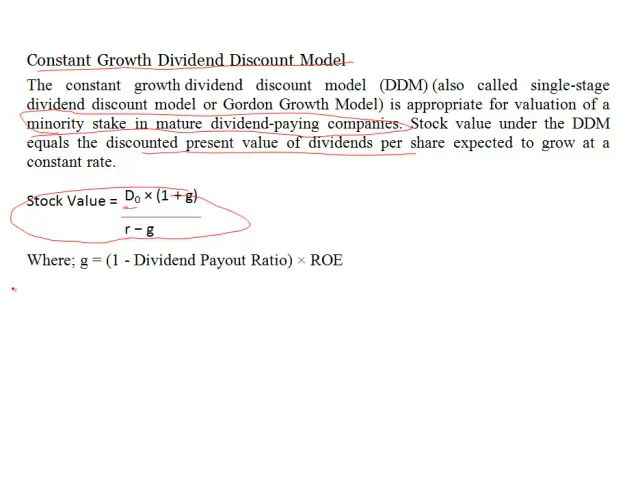 Constant Growth Dividend Discount Model
The constant growth dividend discount model (DDM) (also called single-stage
dividend discount model or Gordon Growth Model) is appropriate for valuation of a
minority stake in mature dividend-paying companies. Stock value under the DDM
equals the discounted present value of dividends per share expected to grow at a
constant rate.
Stock Value = D₀ × (1 + g)
r − g
Where; g = (1 - Dividend Payout Ratio) × ROE